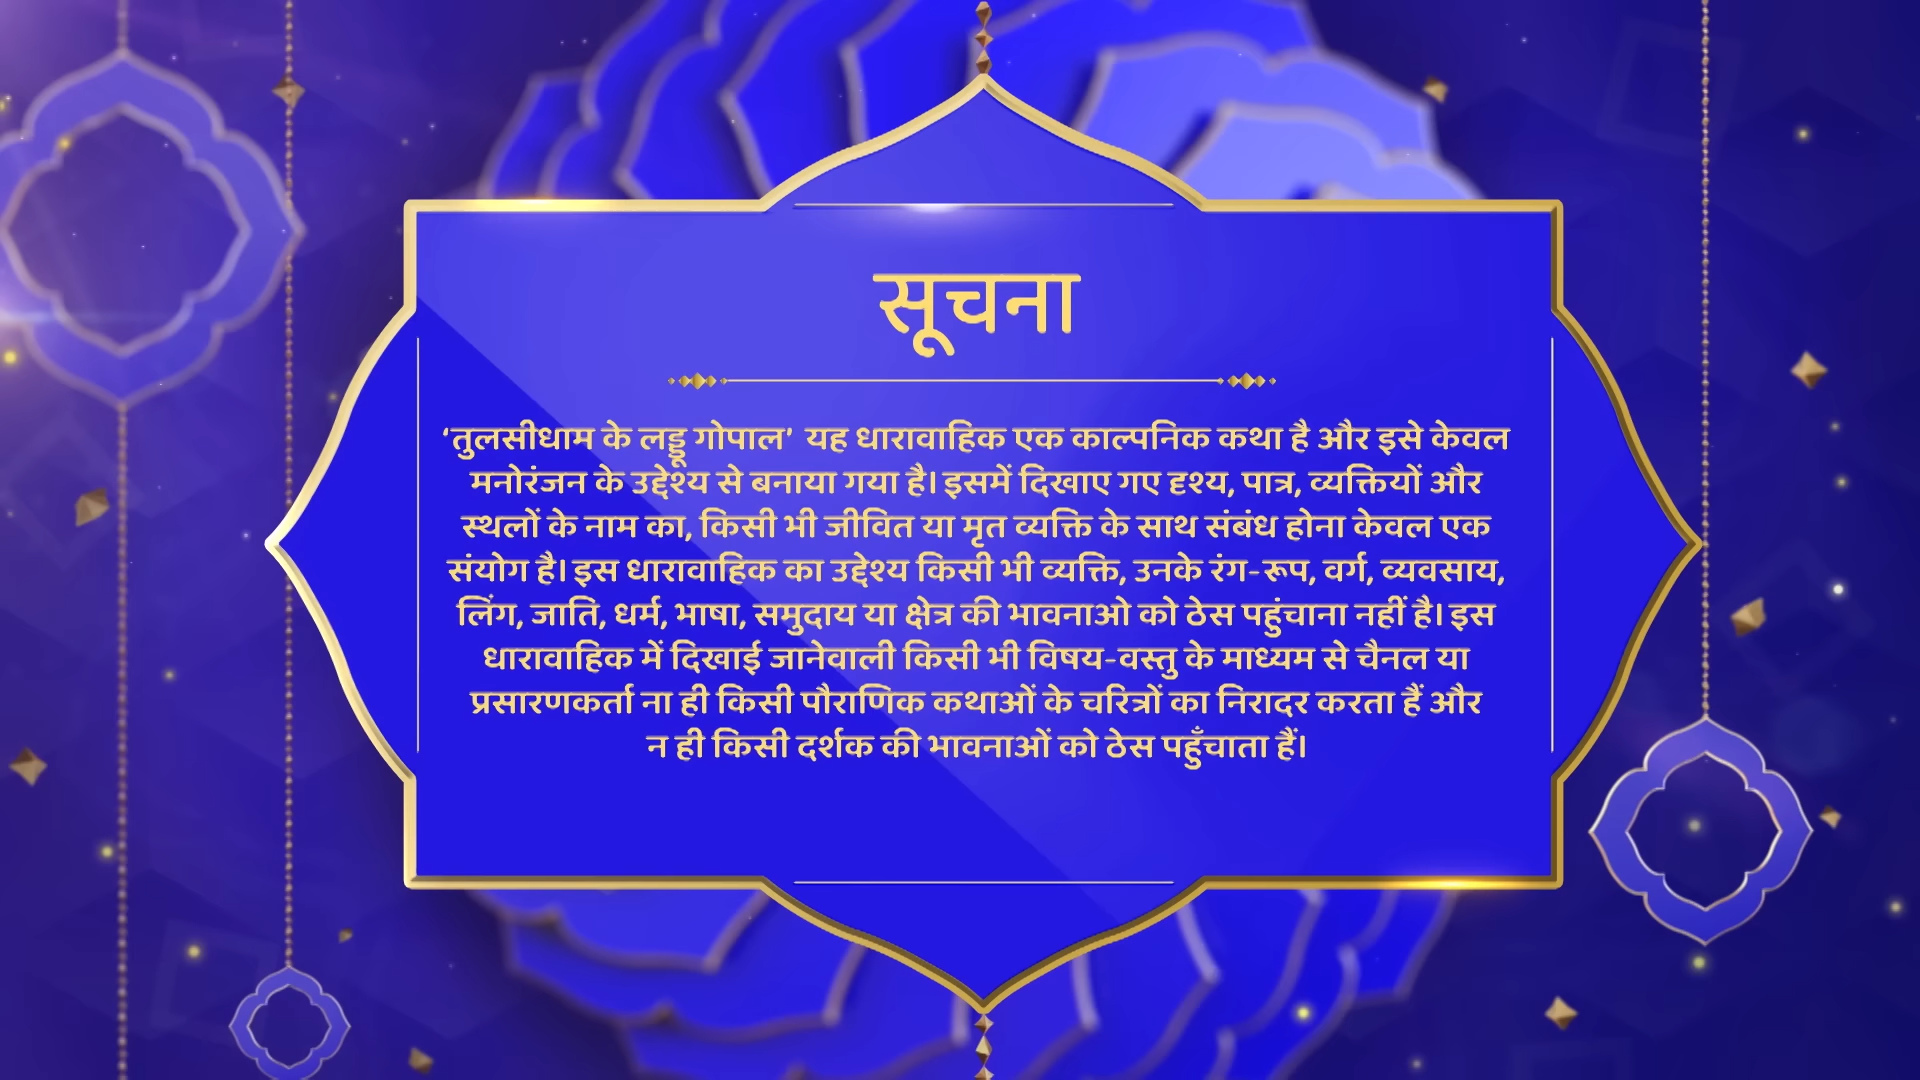 सूचना
‘तुलसीधाम के लड्डू गोपाल’ यह धारावाहिक एक काल्पनिक कथा है और इसे केवल
मनोरंजन के उद्देश्य से बनाया गया है। इसमें दिखाए गए दृश्य, पात्र, व्यक्तियों और
स्थलों के नाम का, किसी भी जीवित या मृत व्यक्ति के साथ संबंध होना केवल एक
संयोग है। इस धारावाहिक का उद्देश्य किसी भी व्यक्ति, उनके रंग-रूप, वर्ग, व्यवसाय,
लिंग, जाति, धर्म, भाषा, समुदाय या क्षेत्र की भावनाओ को ठेस पहुंचाना नहीं है। इस
धारावाहिक में दिखाई जानेवाली किसी भी विषय-वस्तु के माध्यम से चैनल या
प्रसारणकर्ता ना ही किसी पौराणिक कथाओं के चरित्रों का निरादर करता हैं और
न ही किसी दर्शक की भावनाओं को ठेस पहुँचाता हैं।